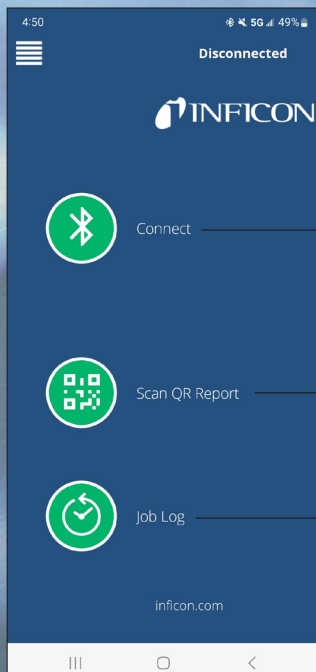 4:50 5G 49%
Disconnected
INFICON
Connect
Scan QR Report
Job Log
inficon.com